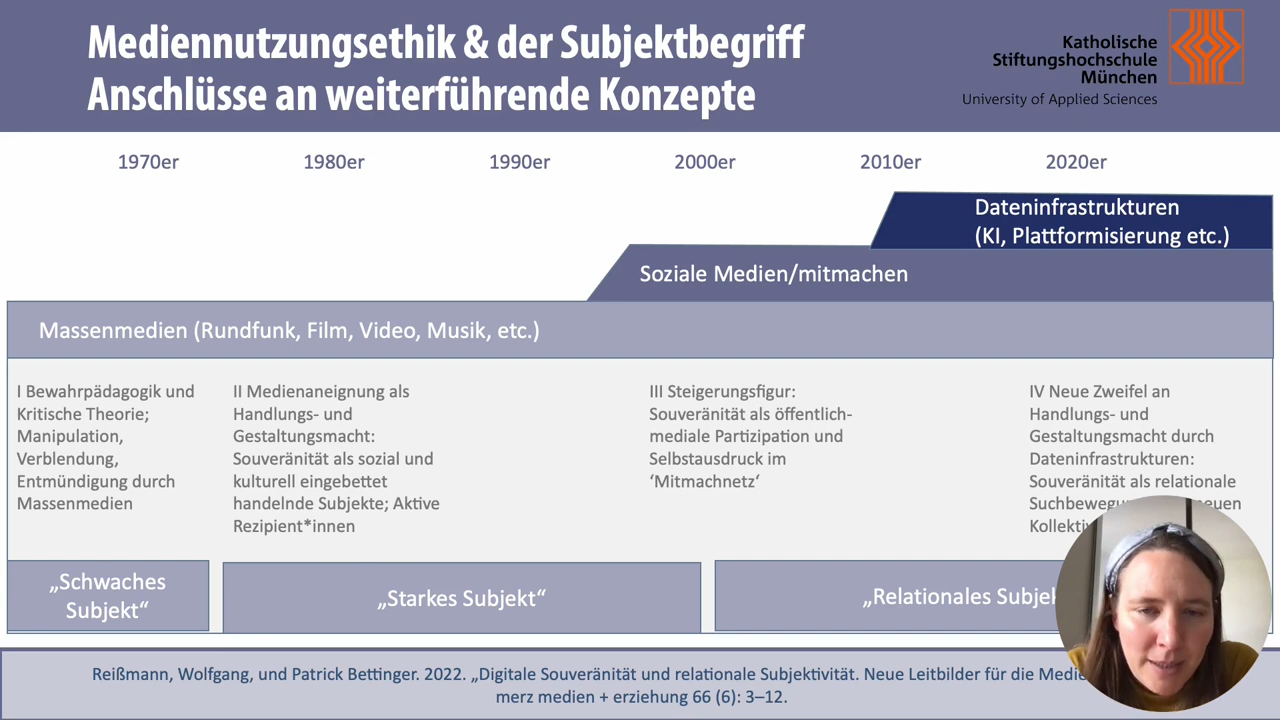 Mediennutzungsethik & der Subjektbegriff
Anschlüsse an weiterführende Konzepte
Katholische
Stiftungshochschule
München
University of Applied Sciences
1970er 1980er 1990er 2000er 2010er 2020er
Dateninfrastrukturen
(KI, Plattformisierung etc.)
Soziale Medien/mitmachen
Massenmedien (Rundfunk, Film, Video, Musik, etc.)
I Bewahrpädagogik und
Kritische Theorie;
Manipulation,
Verblendung,
Entmündigung durch
Massenmedien
II Medienaneignung als
Handlungs- und
Gestaltungsmacht:
Souveränität als sozial und
kulturell eingebettet
handelnde Subjekte; Aktive
Rezipient*innen
III Steigerungsfigur:
Souveränität als öffentlich-
mediale Partizipation und
Selbstausdruck im
‘Mitmachnetz‘
IV Neue Zweifel an
Handlungs- und
Gestaltungsmacht durch
Dateninfrastrukturen:
Souveränität als relationale
„Schwaches
Subjekt“
„Starkes Subjekt“
„Relationales
Reißmann, Wolfgang, und Patrick Bettinger. 2022. „Digitale Souveränität und relationale Subjektivität. Neue Leitbilder für die
merz medien + erziehung 66 (6): 3–12.